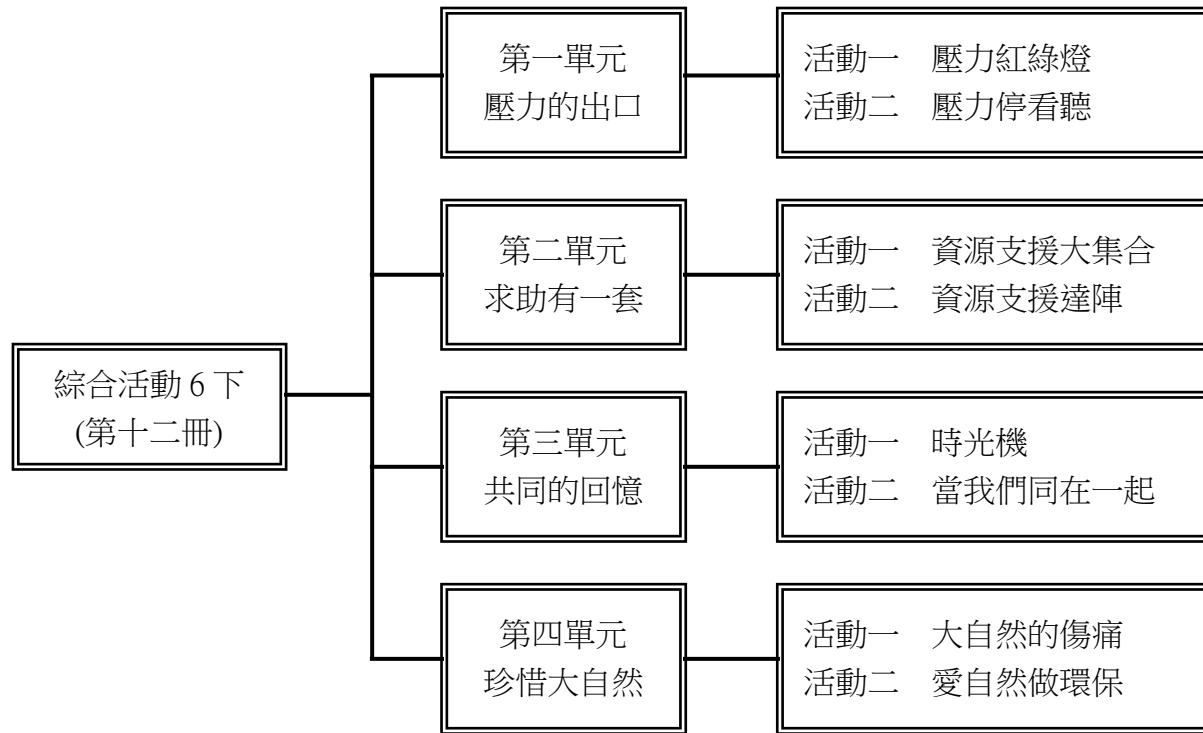 綜合活動 6 下
(第十二冊)
第一單元
壓力的出口
活動一　壓力紅綠燈
活動二　壓力停看聽
第二單元
求助有一套
活動一　資源支援大集合
活動二　資源支援達陣
第三單元
共同的回憶
活動一　時光機
活動二　當我們同在一起
第四單元
珍惜大自然
活動一　大自然的傷痛
活動二　愛自然做環保